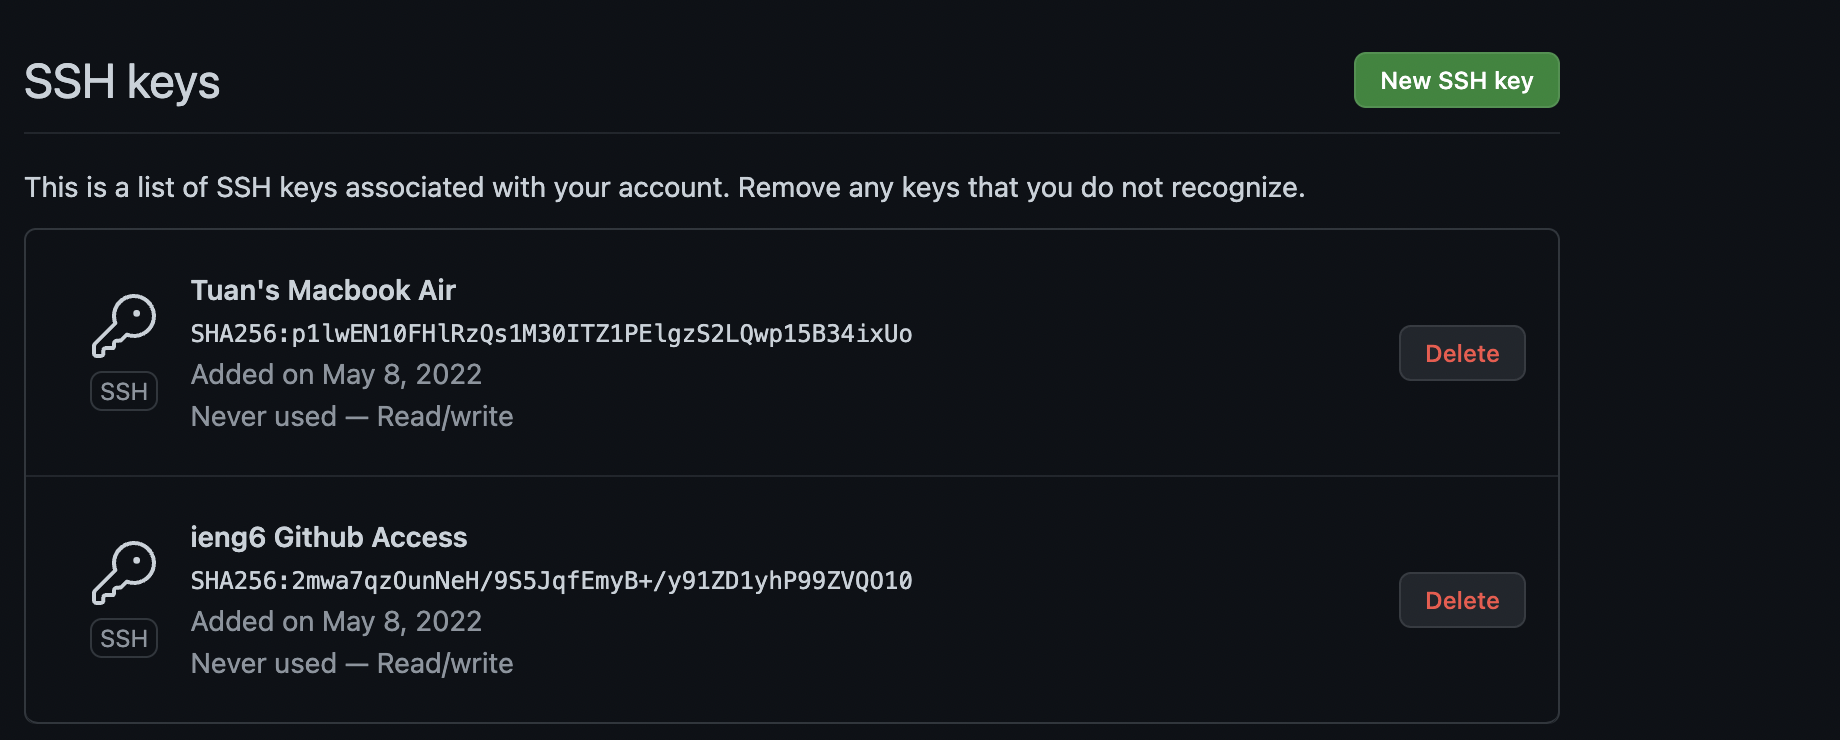 SSH keys
New SSH key
This is a list of SSH keys associated with your account. Remove any keys that you do not recognize.
Tuan's Macbook Air
SHA256:p1lwEN10FHlRzQs1M30ITZ1PElgzS2LQwp15B34ixUo
Added on May 8, 2022
Never used — Read/write
SSH
Delete
ieng6 Github Access
SHA256:2mwa7qzOunNeH/9S5JqfEmyB+/y91ZD1yhP99ZVQO10
Added on May 8, 2022
Never used — Read/write
SSH
Delete